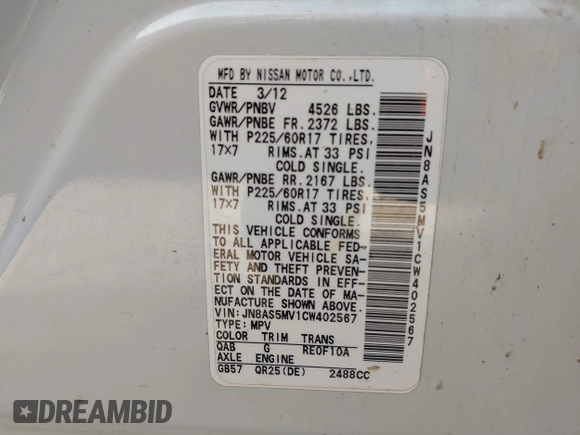 MFD BY NISSAN MOTOR CO.,LTD.
DATE 3/12
GVWR/PNBV 4526 LBS.
GAWR/PNBE FR. 2372 LBS.
WITH P225/60R17 TIRES,
17X7 RIMS.AT 33 PSI
COLD SINGLE.
GAWR/PNBE RR. 2167 LBS.
WITH P225/60R17 TIRES,
17X7 RIMS.AT 33 PSI
COLD SINGLE.
THIS VEHICLE CONFORMS
TO ALL APPLICABLE FED-
ERAL MOTOR VEHICLE SA-
FETY AND THEFT PREVEN-
TION STANDARDS IN EFF-
ECT ON THE DATE OF MA-
NUFACTURE SHOWN ABOVE.
VIN:JN8AS5MV1CW402567
TYPE:MPV
COLOR TRIM TRANS
QAB G RE0F10A
AXLE ENGINE
GB57 QR25(DE) 2488CC
JN8AS5MV1CW402567
DREAMBID